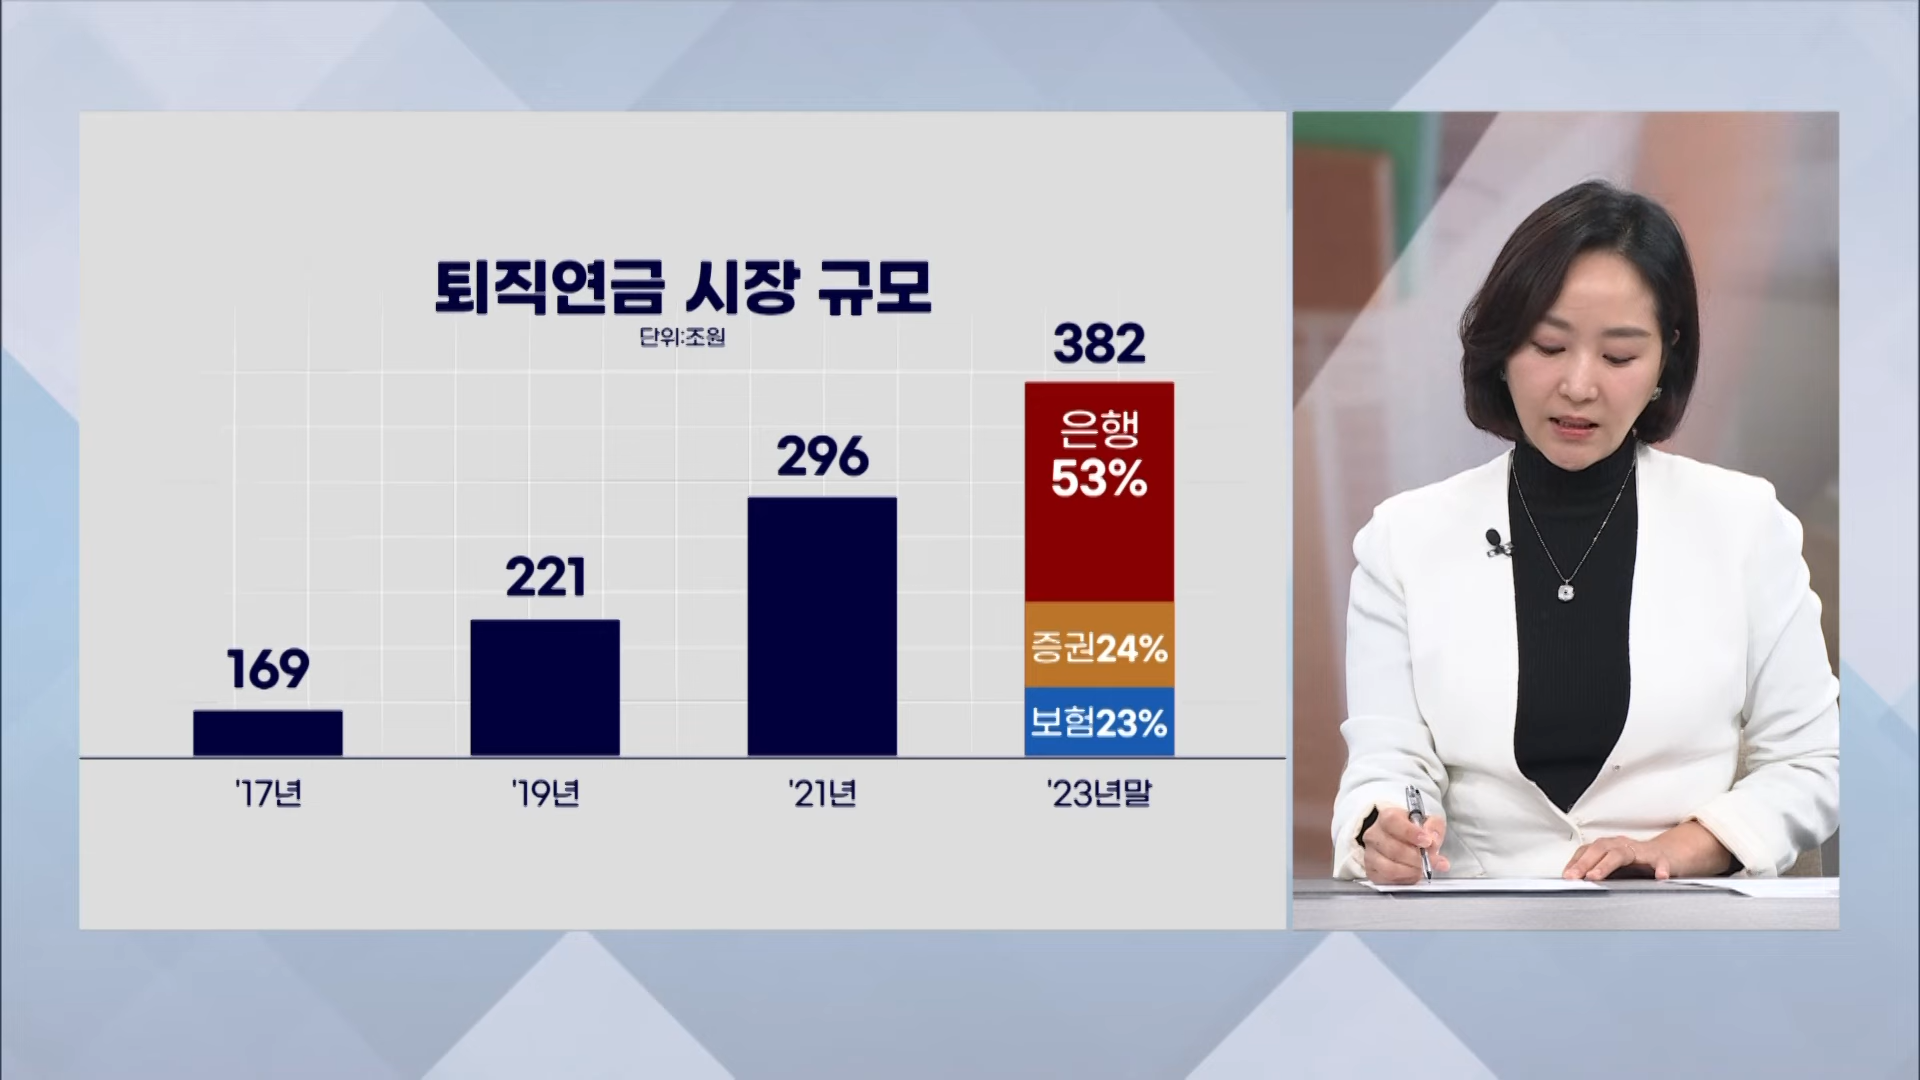 퇴직연금 시장 규모
단위:조원
169
221
296
382
은행
53%
증권24%
보험23%
'17년
'19년
'21년
'23년말